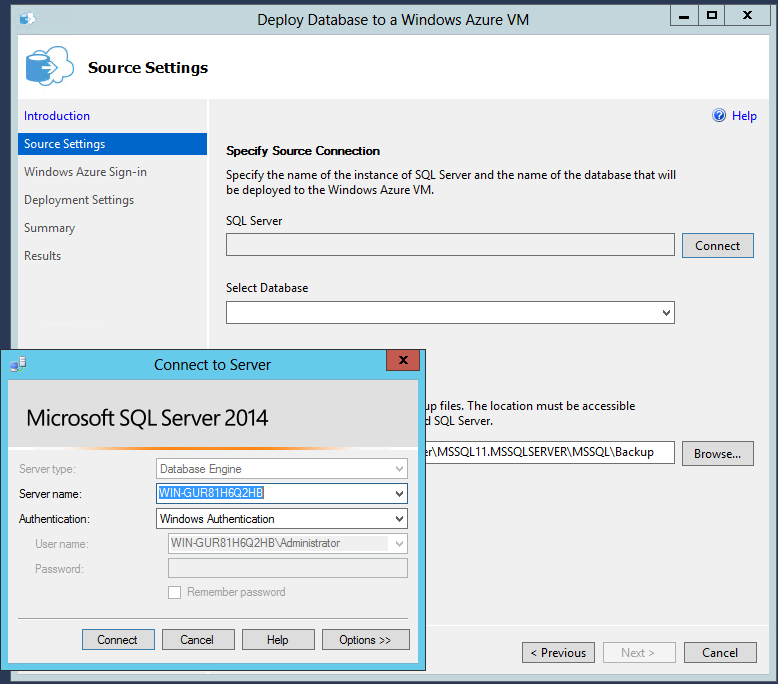 Deploy Database to a Windows Azure VM
Source Settings
Introduction
Source Settings
Windows Azure Sign-in
Deployment Settings
Summary
Results
Help
Specify Source Connection
Specify the name of the instance of SQL Server and the name of the database that will
be deployed to the Windows Azure VM.
SQL Server
Connect
Select Database
up files. The location must be accessible
d SQL Server.
er\MSSQL11.MSSQLSERVER\MSSQL\Backup
Browse...
< Previous
Next >
Cancel
Connect to Server
Microsoft SQL Server 2014
Server type:
Database Engine
Server name:
WIN-GUR81H6Q2HB
Authentication:
Windows Authentication
User name:
WIN-GUR81H6Q2HB\Administrator
Password:
Remember password
Connect
Cancel
Help
Options >>